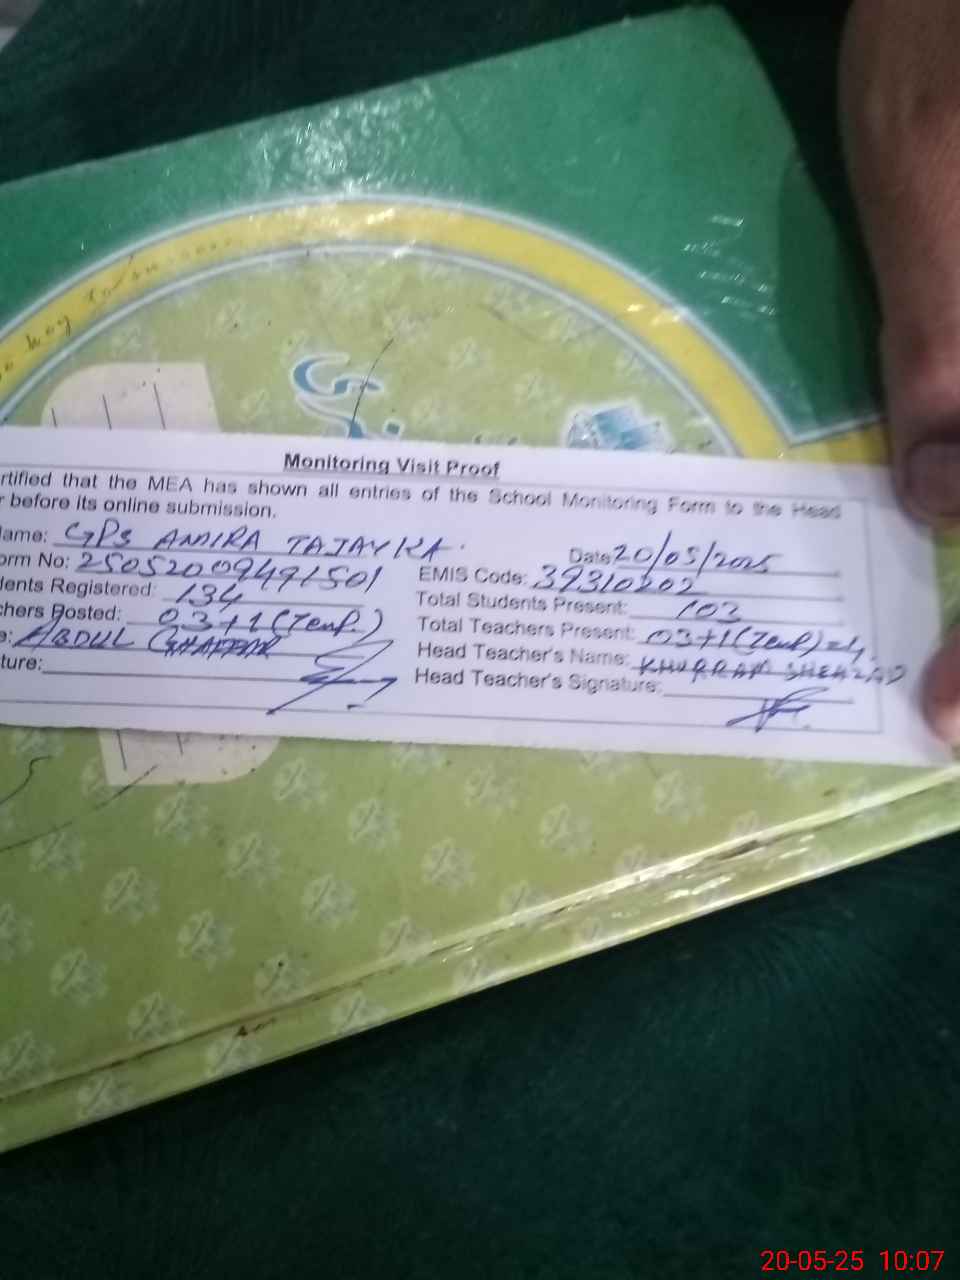 Monitoring Visit Proof
rtified that the MEA has shown all entries of the School Monitoring Form to the Head
r before its online submission.
ame: GPS AMIRA TAJAYKA. Date: 20/05/2025
orm No: 25052009491501 EMIS Code: 39310202
dents Registered: 134 Total Students Present: 103
chers Posted: 03+1(Temp.) Total Teachers Present: 03+1(Temp)=4
e: ABDUL GHAFFAR Head Teacher's Name: KHURRAM SHEHZAD
ture: Head Teacher's Signature:
20-05-25 10:07